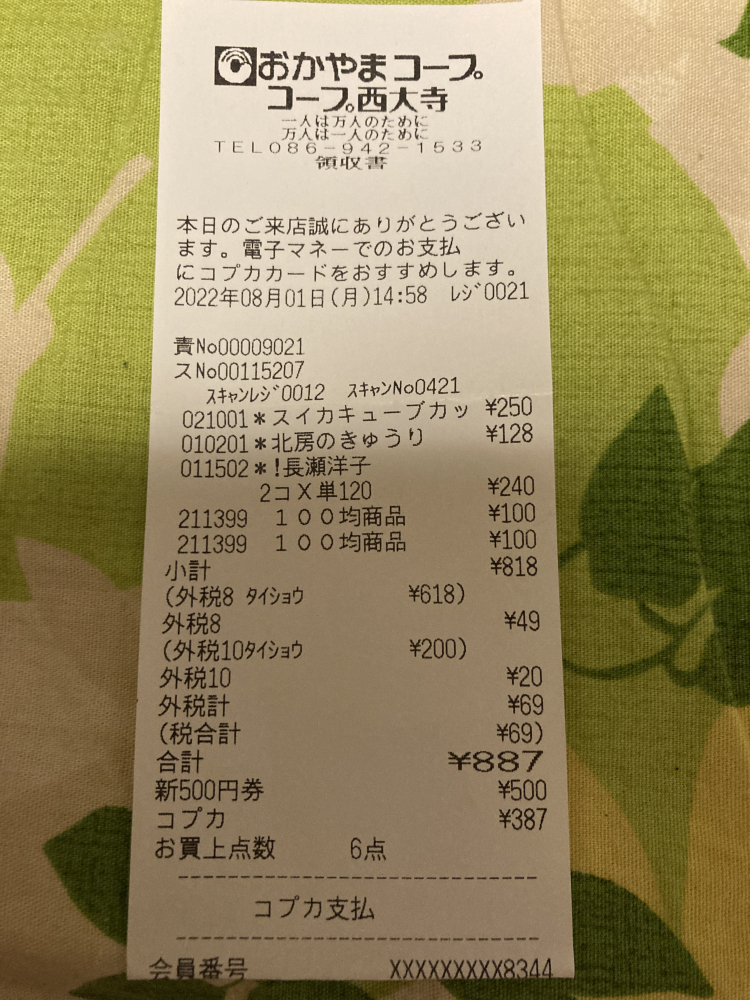 おかやまコープ
コープ西大寺
一人は万人のために
万人は一人のために
TEL086-942-1533
領収書
本日のご来店誠にありがとうござい
ます。電子マネーでのお支払
にコプカカードをおすすめします。
2022年08月01日(月)14:58 ﾚｼﾞ0021
責No00009021
スNo00115207
ｽｷｬﾝﾚｼﾞ0012 ｽｷｬﾝNo0421
021001*スイカキューブカッ ¥250
010201*北房のきゅうり ¥128
011502*!長瀬洋子
2コX単120 ¥240
211399 １００均商品 ¥100
211399 １００均商品 ¥100
小計 ¥818
(外税8 ﾀｲｼｮｳ ¥618)
外税8 ¥49
(外税10ﾀｲｼｮｳ ¥200)
外税10 ¥20
外税計 ¥69
(税合計 ¥69)
合計 ¥887
新500円券 ¥500
コプカ ¥387
お買上点数 6点
コプカ支払
会員番号 XXXXXXXXX8344